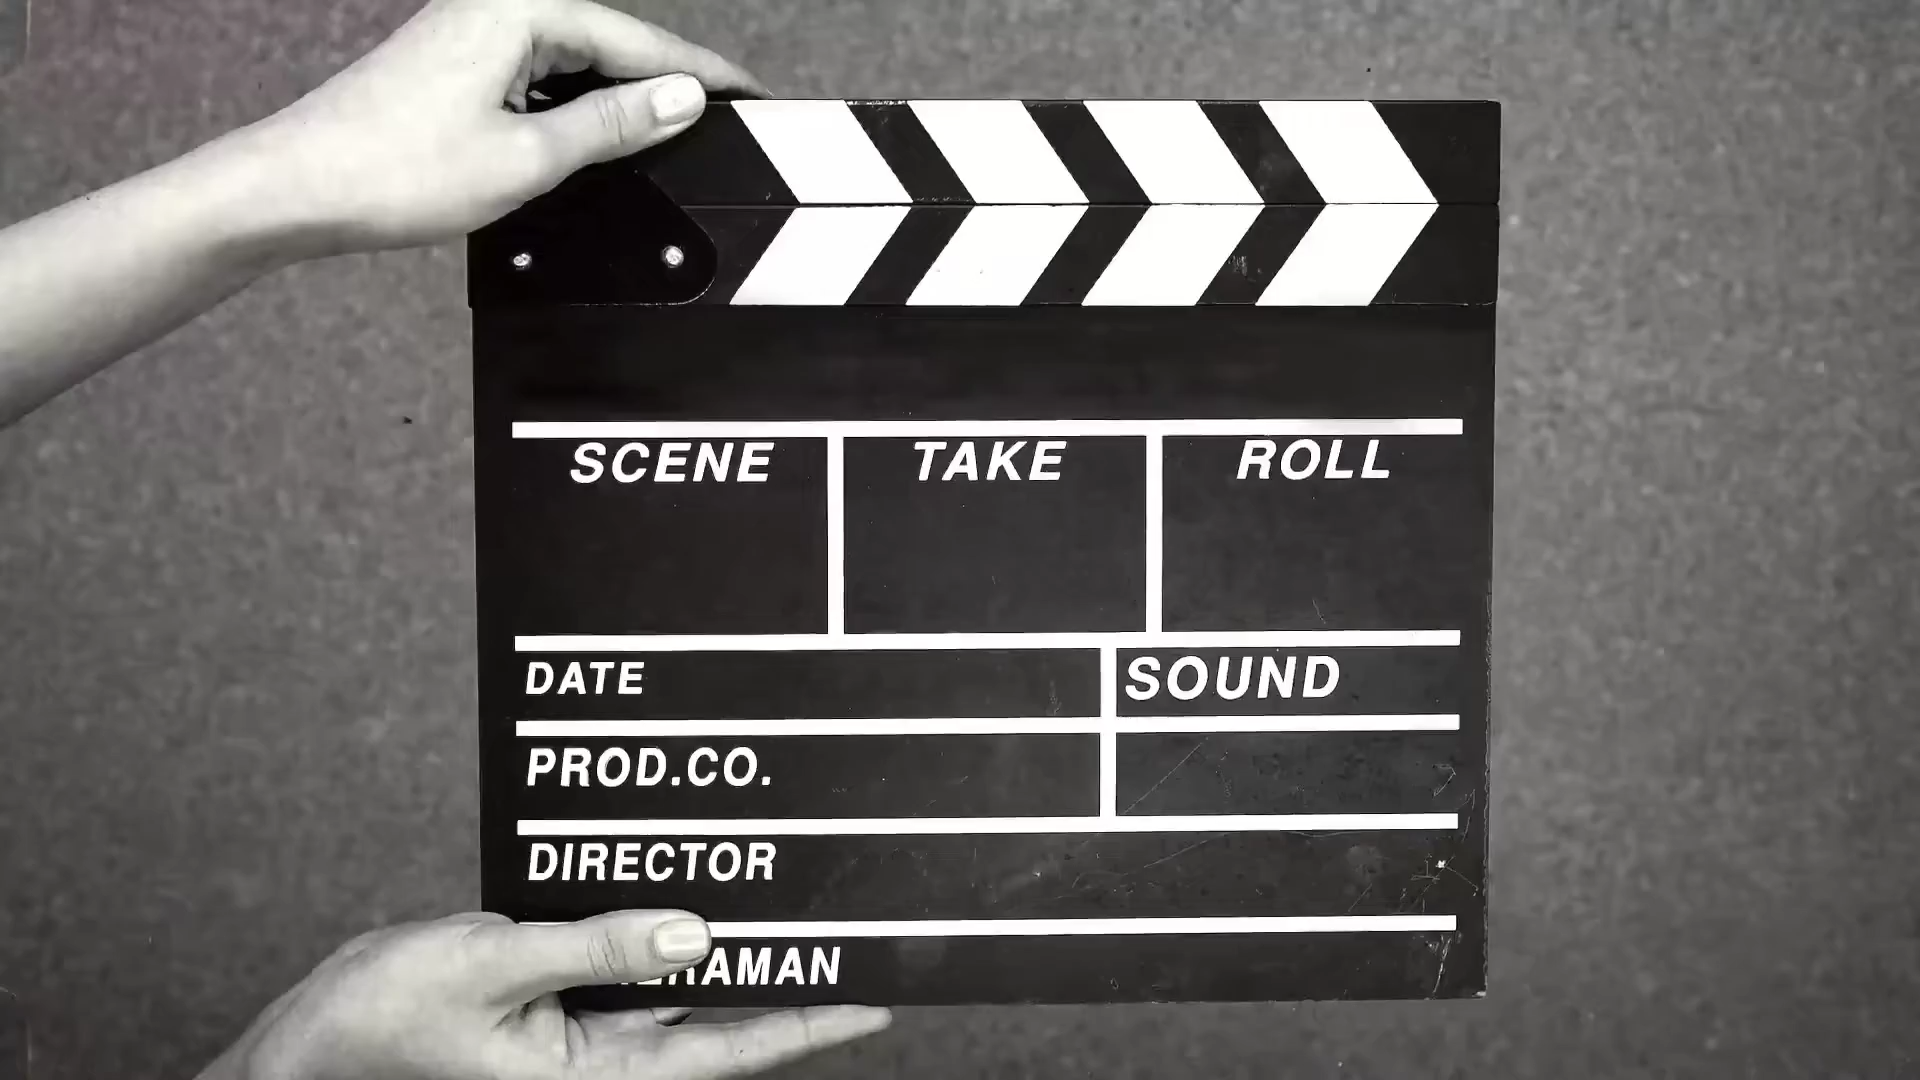 SCENE TAKE ROLL
DATE SOUND
PROD.CO.
DIRECTOR